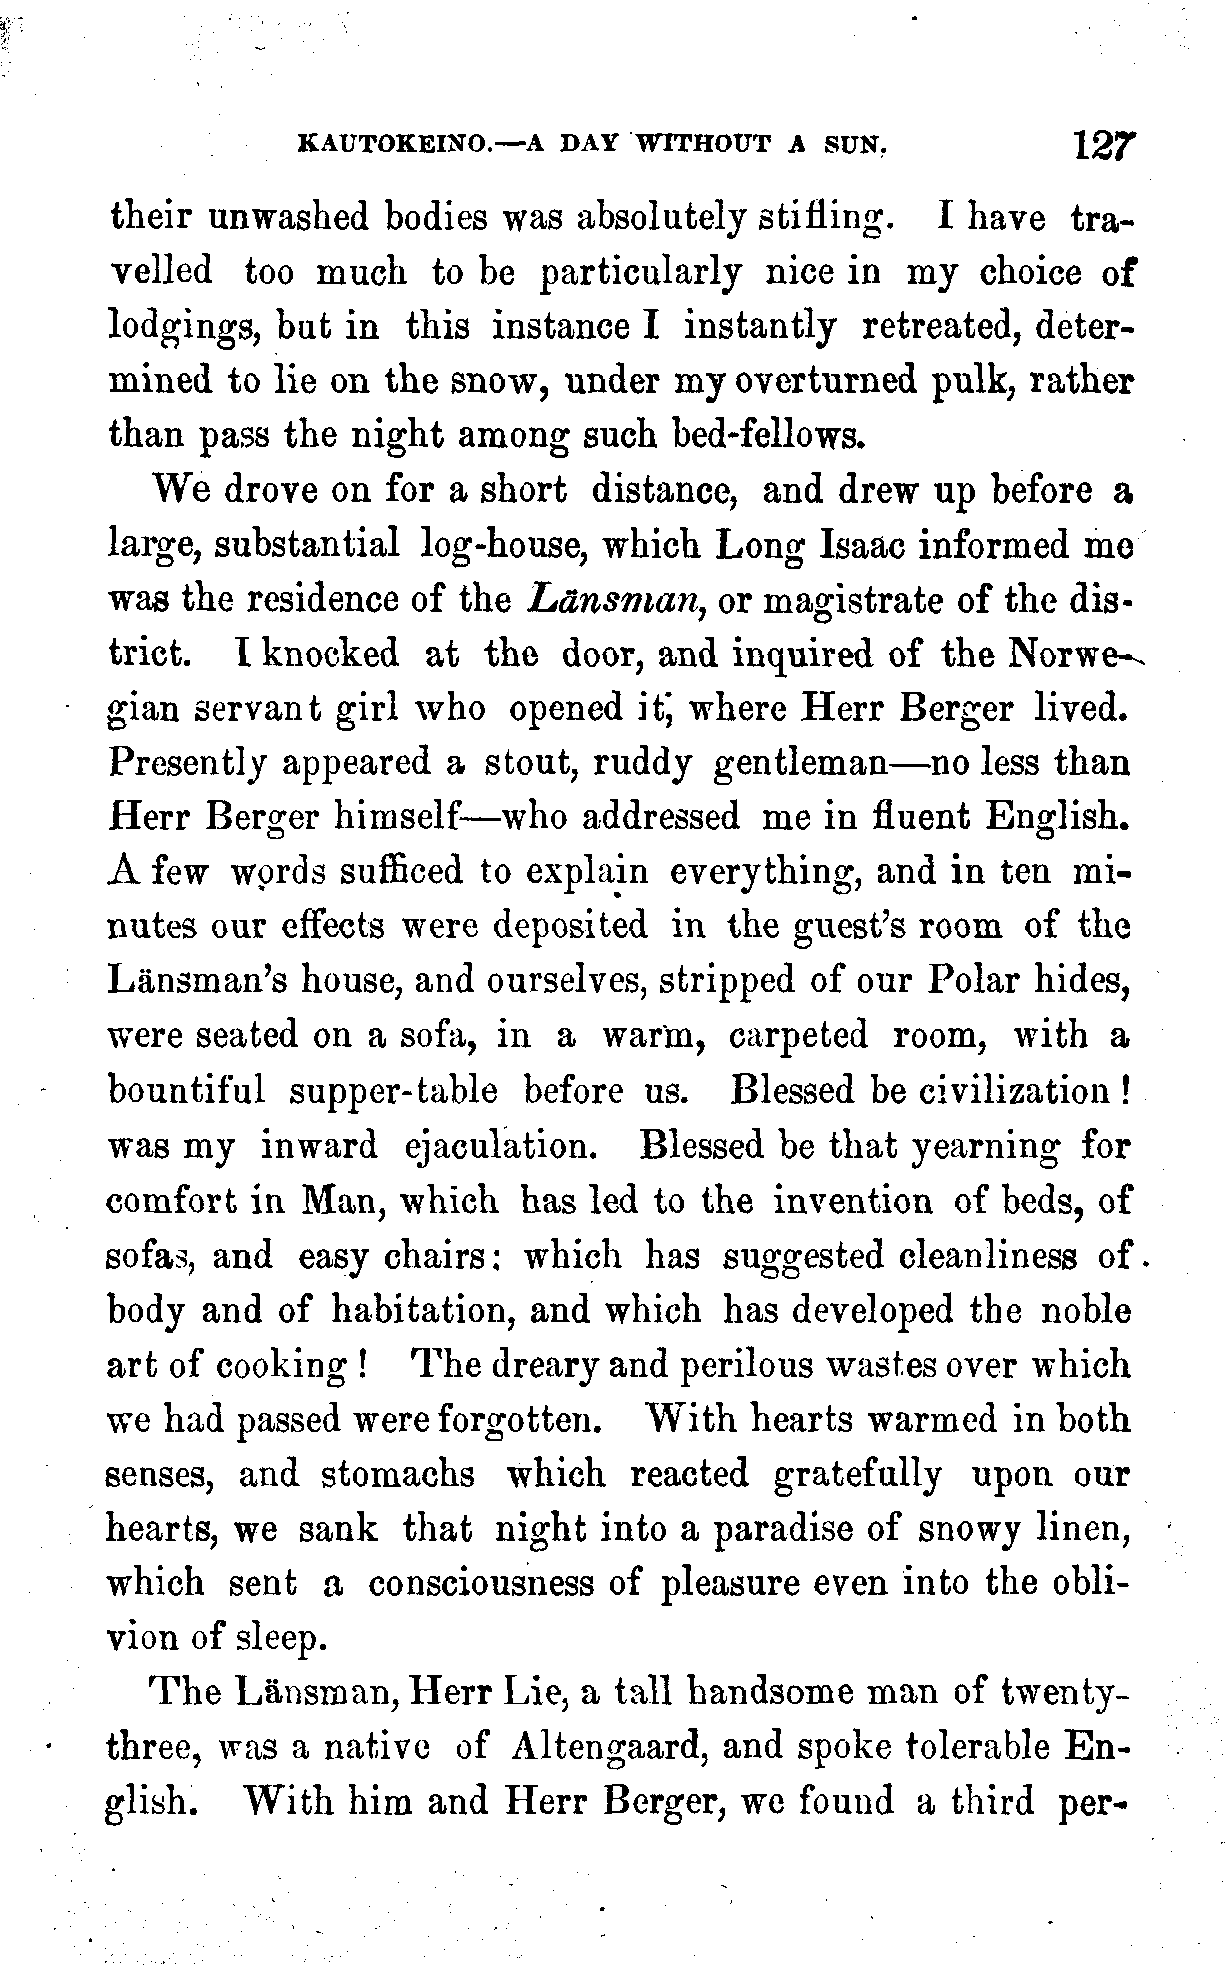 KAUTOKEINO.—A DAY WITHOUT A SUN. 127
their unwashed bodies was absolutely stifling. I have tra-
velled too much to be particularly nice in my choice of
lodgings, but in this instance I instantly retreated, deter-
mined to lie on the snow, under my overturned pulk, rather
than pass the night among such bed-fellows.
We drove on for a short distance, and drew up before a
large, substantial log-house, which Long Isaac informed me
was the residence of the Länsman, or magistrate of the dis-
trict. I knocked at the door, and inquired of the Norwe-
gian servant girl who opened it, where Herr Berger lived.
Presently appeared a stout, ruddy gentleman—no less than
Herr Berger himself—who addressed me in fluent English.
A few words sufficed to explain everything, and in ten mi-
nutes our effects were deposited in the guest's room of the
Länsman's house, and ourselves, stripped of our Polar hides,
were seated on a sofa, in a warm, carpeted room, with a
bountiful supper-table before us. Blessed be civilization !
was my inward ejaculation. Blessed be that yearning for
comfort in Man, which has led to the invention of beds, of
sofas, and easy chairs: which has suggested cleanliness of
body and of habitation, and which has developed the noble
art of cooking ! The dreary and perilous wastes over which
we had passed were forgotten. With hearts warmed in both
senses, and stomachs which reacted gratefully upon our
hearts, we sank that night into a paradise of snowy linen,
which sent a consciousness of pleasure even into the obli-
vion of sleep.
The Länsman, Herr Lie, a tall handsome man of twenty-
three, was a native of Altengaard, and spoke tolerable En-
glish. With him and Herr Berger, we found a third per-